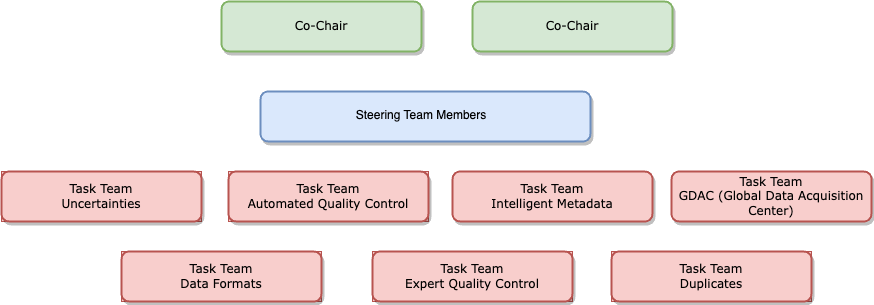 Co-Chair
Co-Chair
Steering Team Members
Task Team
Uncertainties
Task Team
Automated Quality Control
Task Team
Intelligent Metadata
Task Team
GDAC (Global Data Acquisition
Center)
Task Team
Data Formats
Task Team
Expert Quality Control
Task Team
Duplicates